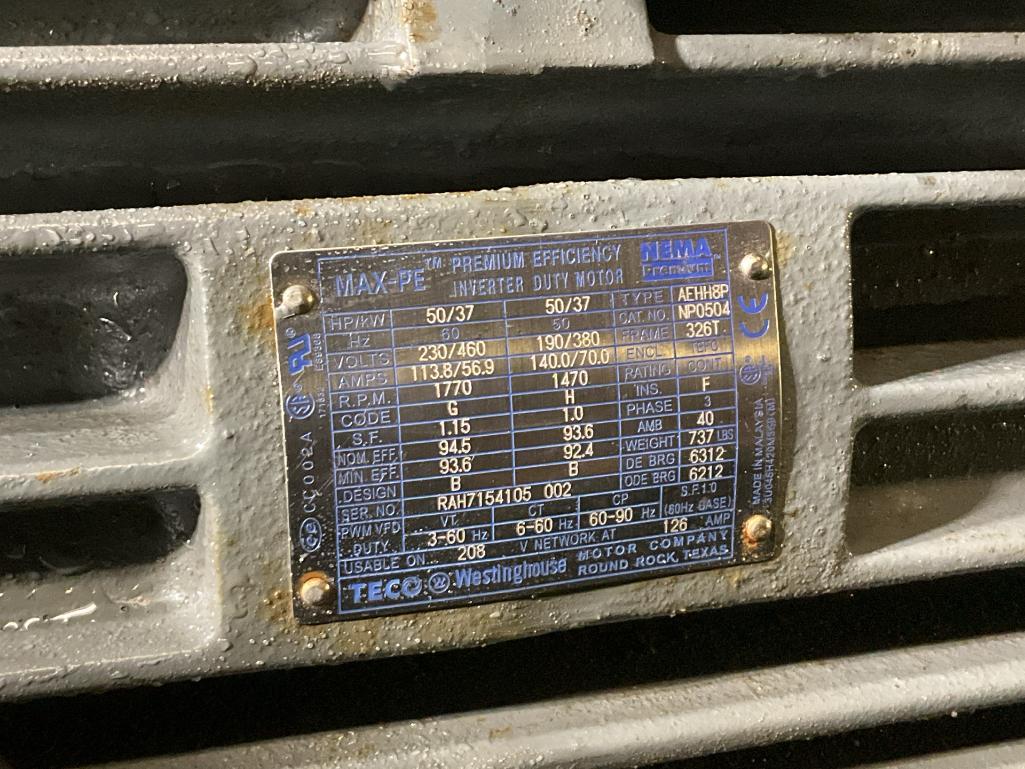 MAX-PE ™ PREMIUM EFFICIENCY INVERTER DUTY MOTOR NEMA Premium
HP/kW 50/37 50/37 TYPE AEHH8P
Hz 60 50 CAT. NO. NP0504
VOLTS 230/460 190/380 FRAME 326T
AMPS 113.8/56.9 140.0/70.0 ENCL. TEFC
R.P.M. 1770 1470 RATING CONT
CODE G H INS. F
S.F. 1.15 1.0 PHASE 3
NOM. EFF. 94.5 93.6 AMB 40
MIN. EFF. 93.6 92.4 WEIGHT 737 LBS
DESIGN B B DE BRG 6312
SER. NO. RAH7154105 002 ODE BRG 6212
PWM VFD DUTY VT 3-60 Hz CT 6-60 Hz CP 60-90 Hz S.F.1.0 (60Hz BASE)
USABLE ON... 208 V NETWORK AT 126 AMP
TECO Westinghouse MOTOR COMPANY
ROUND ROCK, TEXAS
CC 002A
CE
MADE IN MALAYSIA